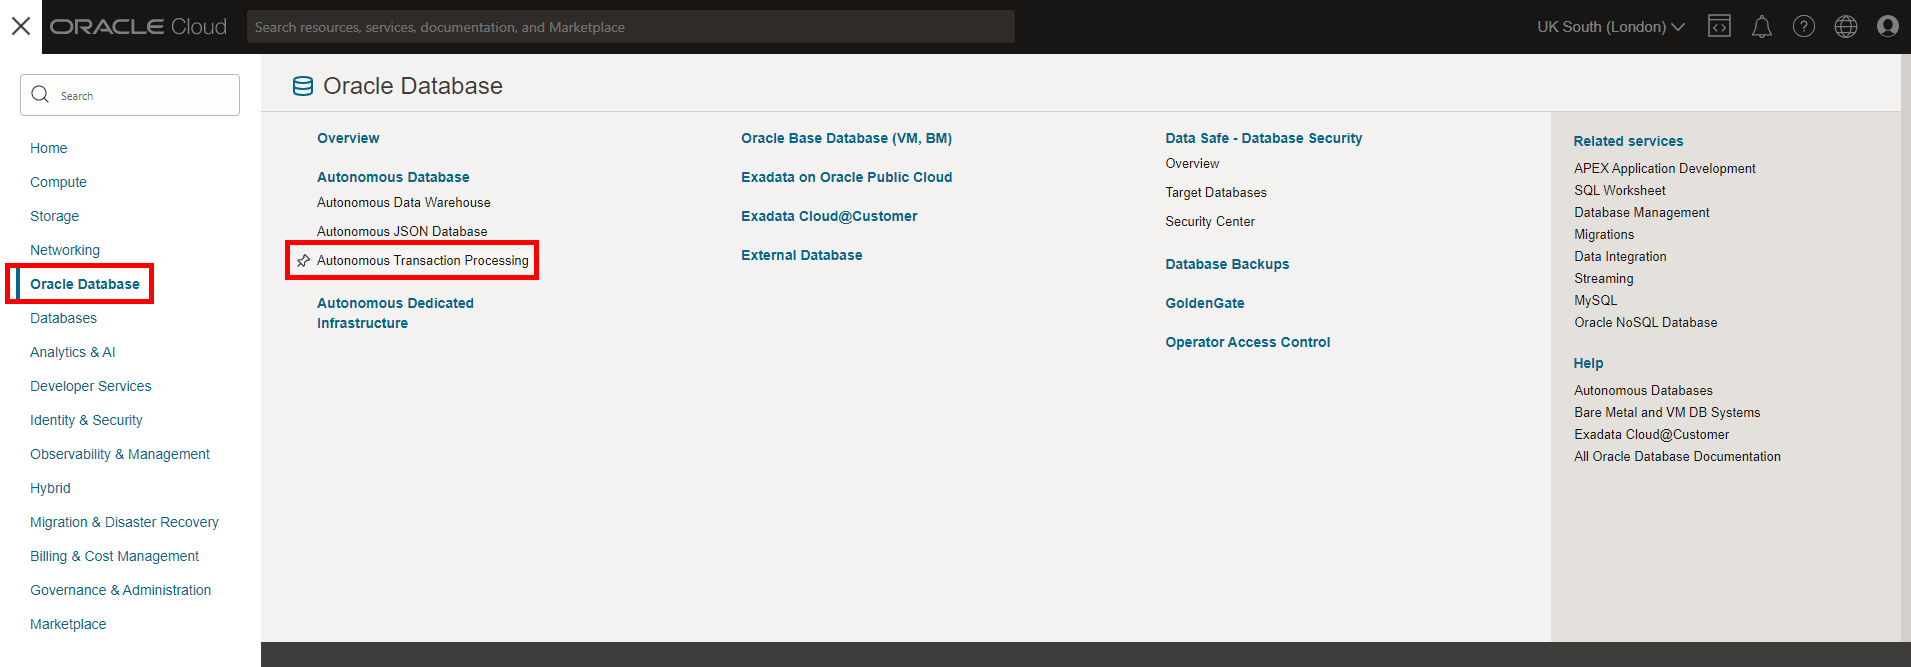 ORACLE Cloud
Search resources, services, documentation, and Marketplace
UK South (London)
Search
Home
Compute
Storage
Networking
Oracle Database
Databases
Analytics & AI
Developer Services
Identity & Security
Observability & Management
Hybrid
Migration & Disaster Recovery
Billing & Cost Management
Governance & Administration
Marketplace
Oracle Database
Overview
Autonomous Database
Autonomous Data Warehouse
Autonomous JSON Database
Autonomous Transaction Processing
Autonomous Dedicated
Infrastructure
Oracle Base Database (VM, BM)
Exadata on Oracle Public Cloud
Exadata Cloud@Customer
External Database
Data Safe - Database Security
Overview
Target Databases
Security Center
Database Backups
GoldenGate
Operator Access Control
Related services
APEX Application Development
SQL Worksheet
Database Management
Migrations
Data Integration
Streaming
MySQL
Oracle NoSQL Database
Help
Autonomous Databases
Bare Metal and VM DB Systems
Exadata Cloud@Customer
All Oracle Database Documentation